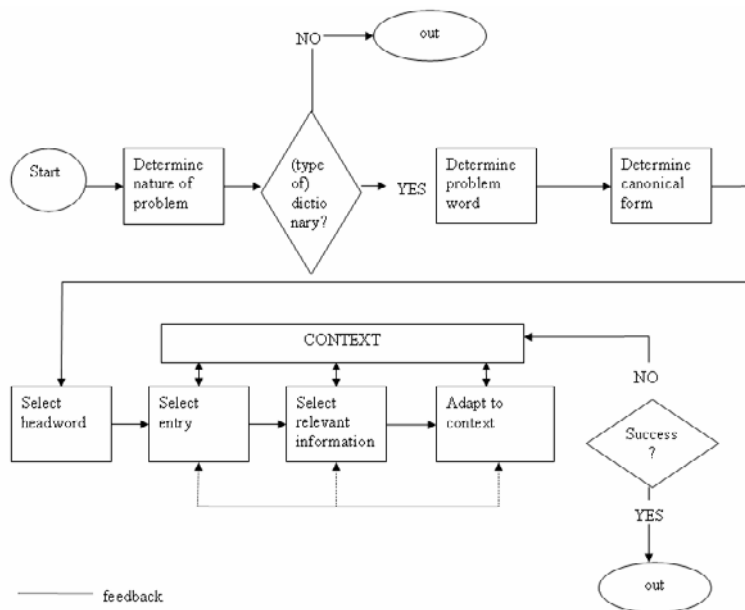 NO
out
Start
Determine
nature of
problem
(type
of)
dictio
nary?
YES
Determine
problem
word
Determine
canonical
form
CONTEXT
NO
Select
headword
Select
entry
Select
relevant
information
Adapt to
context
Success
?
YES
out
feedback